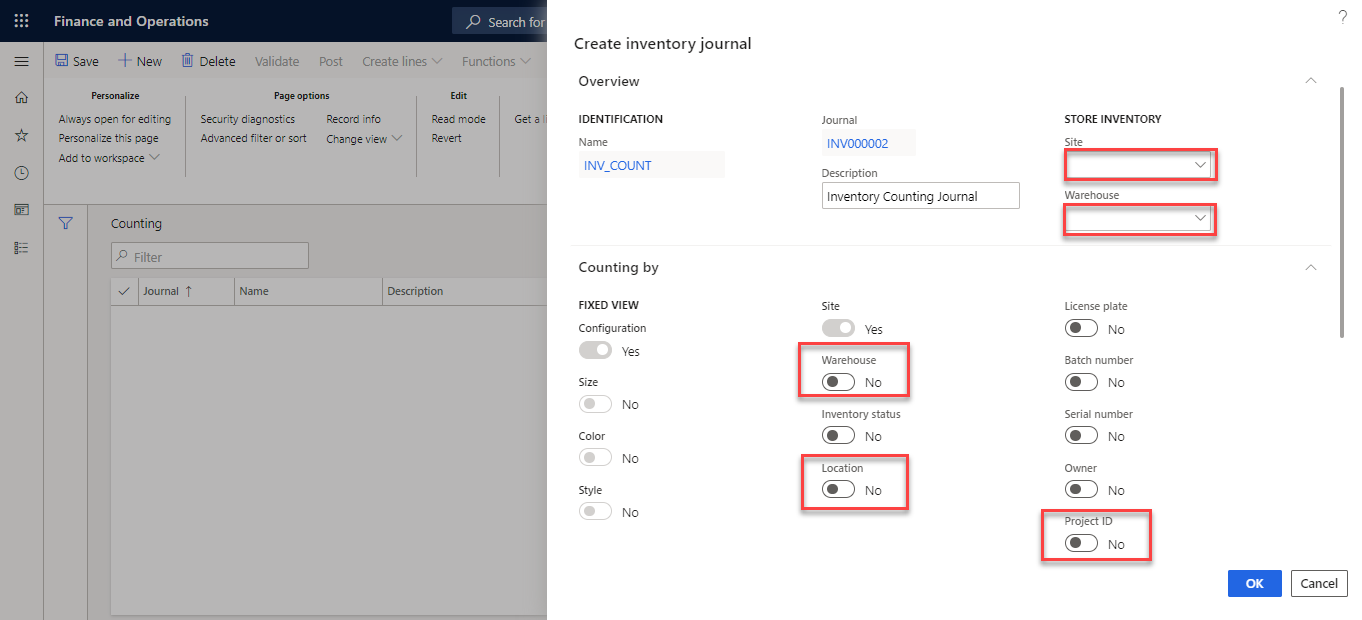 Finance and Operations
Search for
?
Save
New
Delete
Validate
Post
Create lines
Functions
Personalize
Always open for editing
Personalize this page
Add to workspace
Page options
Security diagnostics
Advanced filter or sort
Record info
Change view
Edit
Read mode
Revert
Get a li
Counting
Filter
Journal
Name
Description
Create inventory journal
Overview
IDENTIFICATION
Name
INV_COUNT
Journal
INV000002
Description
Inventory Counting Journal
STORE INVENTORY
Site
Warehouse
Counting by
FIXED VIEW
Configuration
Yes
Size
No
Color
No
Style
No
Site
Yes
Warehouse
No
Inventory status
No
Location
No
License plate
No
Batch number
No
Serial number
No
Owner
No
Project ID
No
OK
Cancel